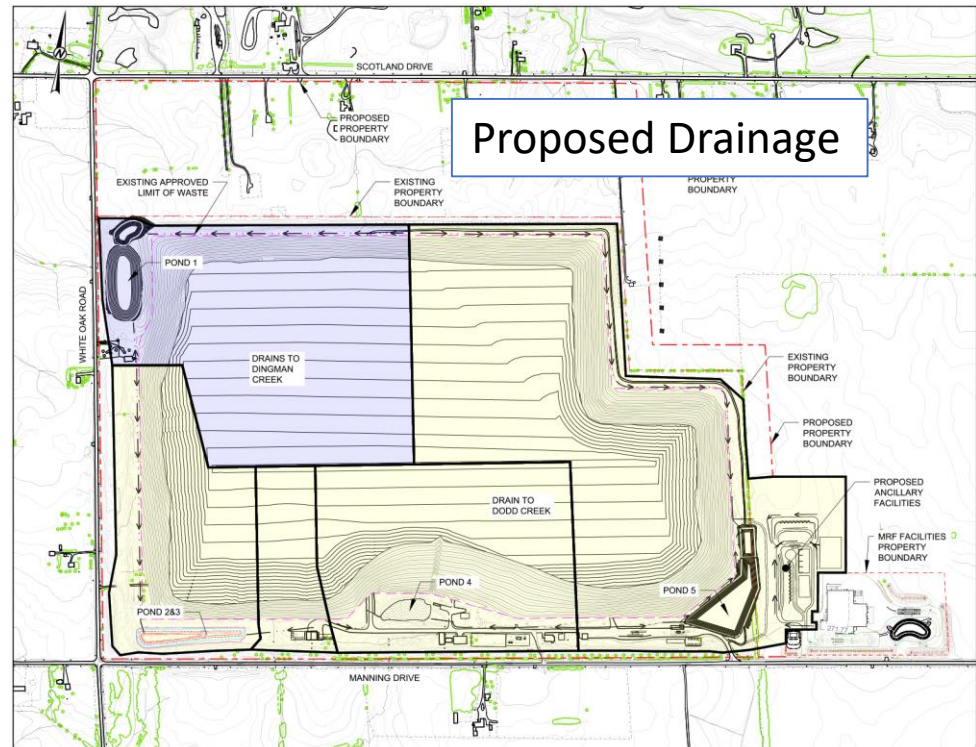 N
SCOTLAND DRIVE
Proposed Drainage
PROPOSED
PROPERTY
BOUNDARY
PROPERTY
BOUNDARY
EXISTING APPROVED
LIMIT OF WASTE
EXISTING
PROPERTY
BOUNDARY
POND 1
WHITE OAK ROAD
DRAINS TO
DINGMAN
CREEK
EXISTING
PROPERTY
BOUNDARY
PROPOSED
PROPERTY
BOUNDARY
PROPOSED
ANCILLARY
FACILITIES
DRAIN TO
DODD CREEK
MRF FACILITIES
PROPERTY
BOUNDARY
POND 4
POND 5
POND 2&3
271.27
MANNING DRIVE